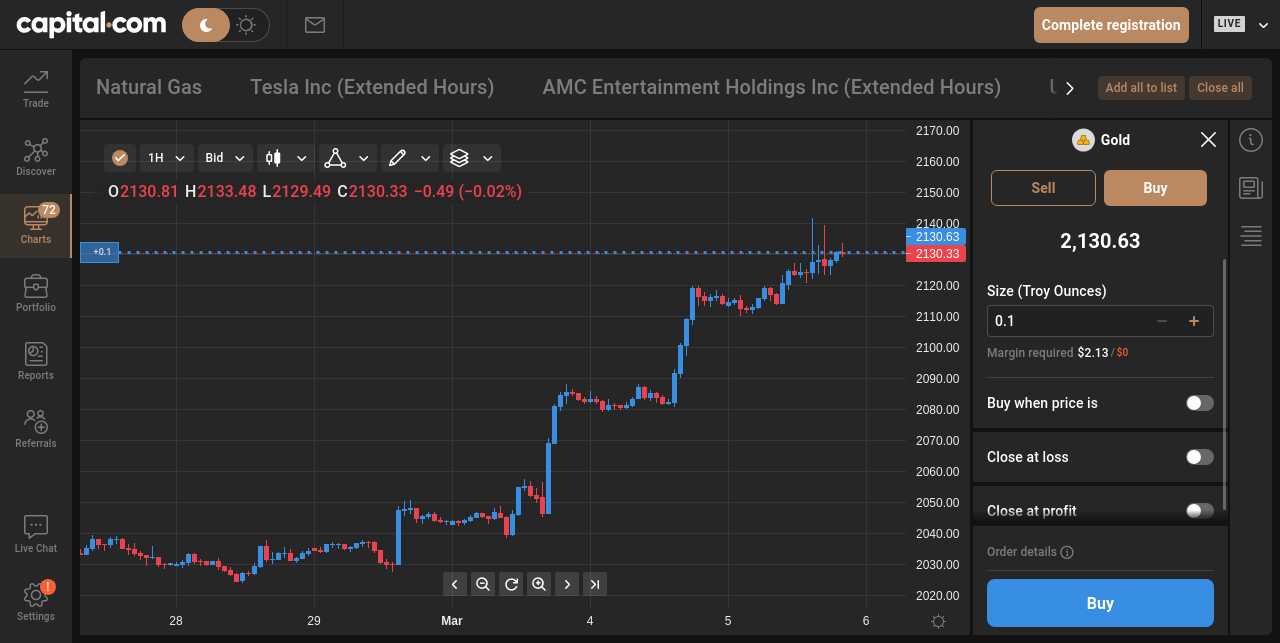 capital.com
Complete registration
LIVE
Trade
Discover
72
Charts
Portfolio
Reports
Referrals
Live Chat
!
Settings
Natural Gas
Tesla Inc (Extended Hours)
AMC Entertainment Holdings Inc (Extended Hours)
Add all to list
Close all
1H
Bid
O2130.81 H2133.48 L2129.49 C2130.33 −0.49 (−0.02%)
+0.1
2170.00
2160.00
2150.00
2140.00
2130.63
2130.33
2120.00
2110.00
2100.00
2090.00
2080.00
2070.00
2060.00
2050.00
2040.00
2030.00
2020.00
28
29
Mar
4
5
6
Gold
Sell
Buy
2,130.63
Size (Troy Ounces)
0.1
Margin required $2.13 / $0
Buy when price is
Close at loss
Close at profit
Order details
Buy